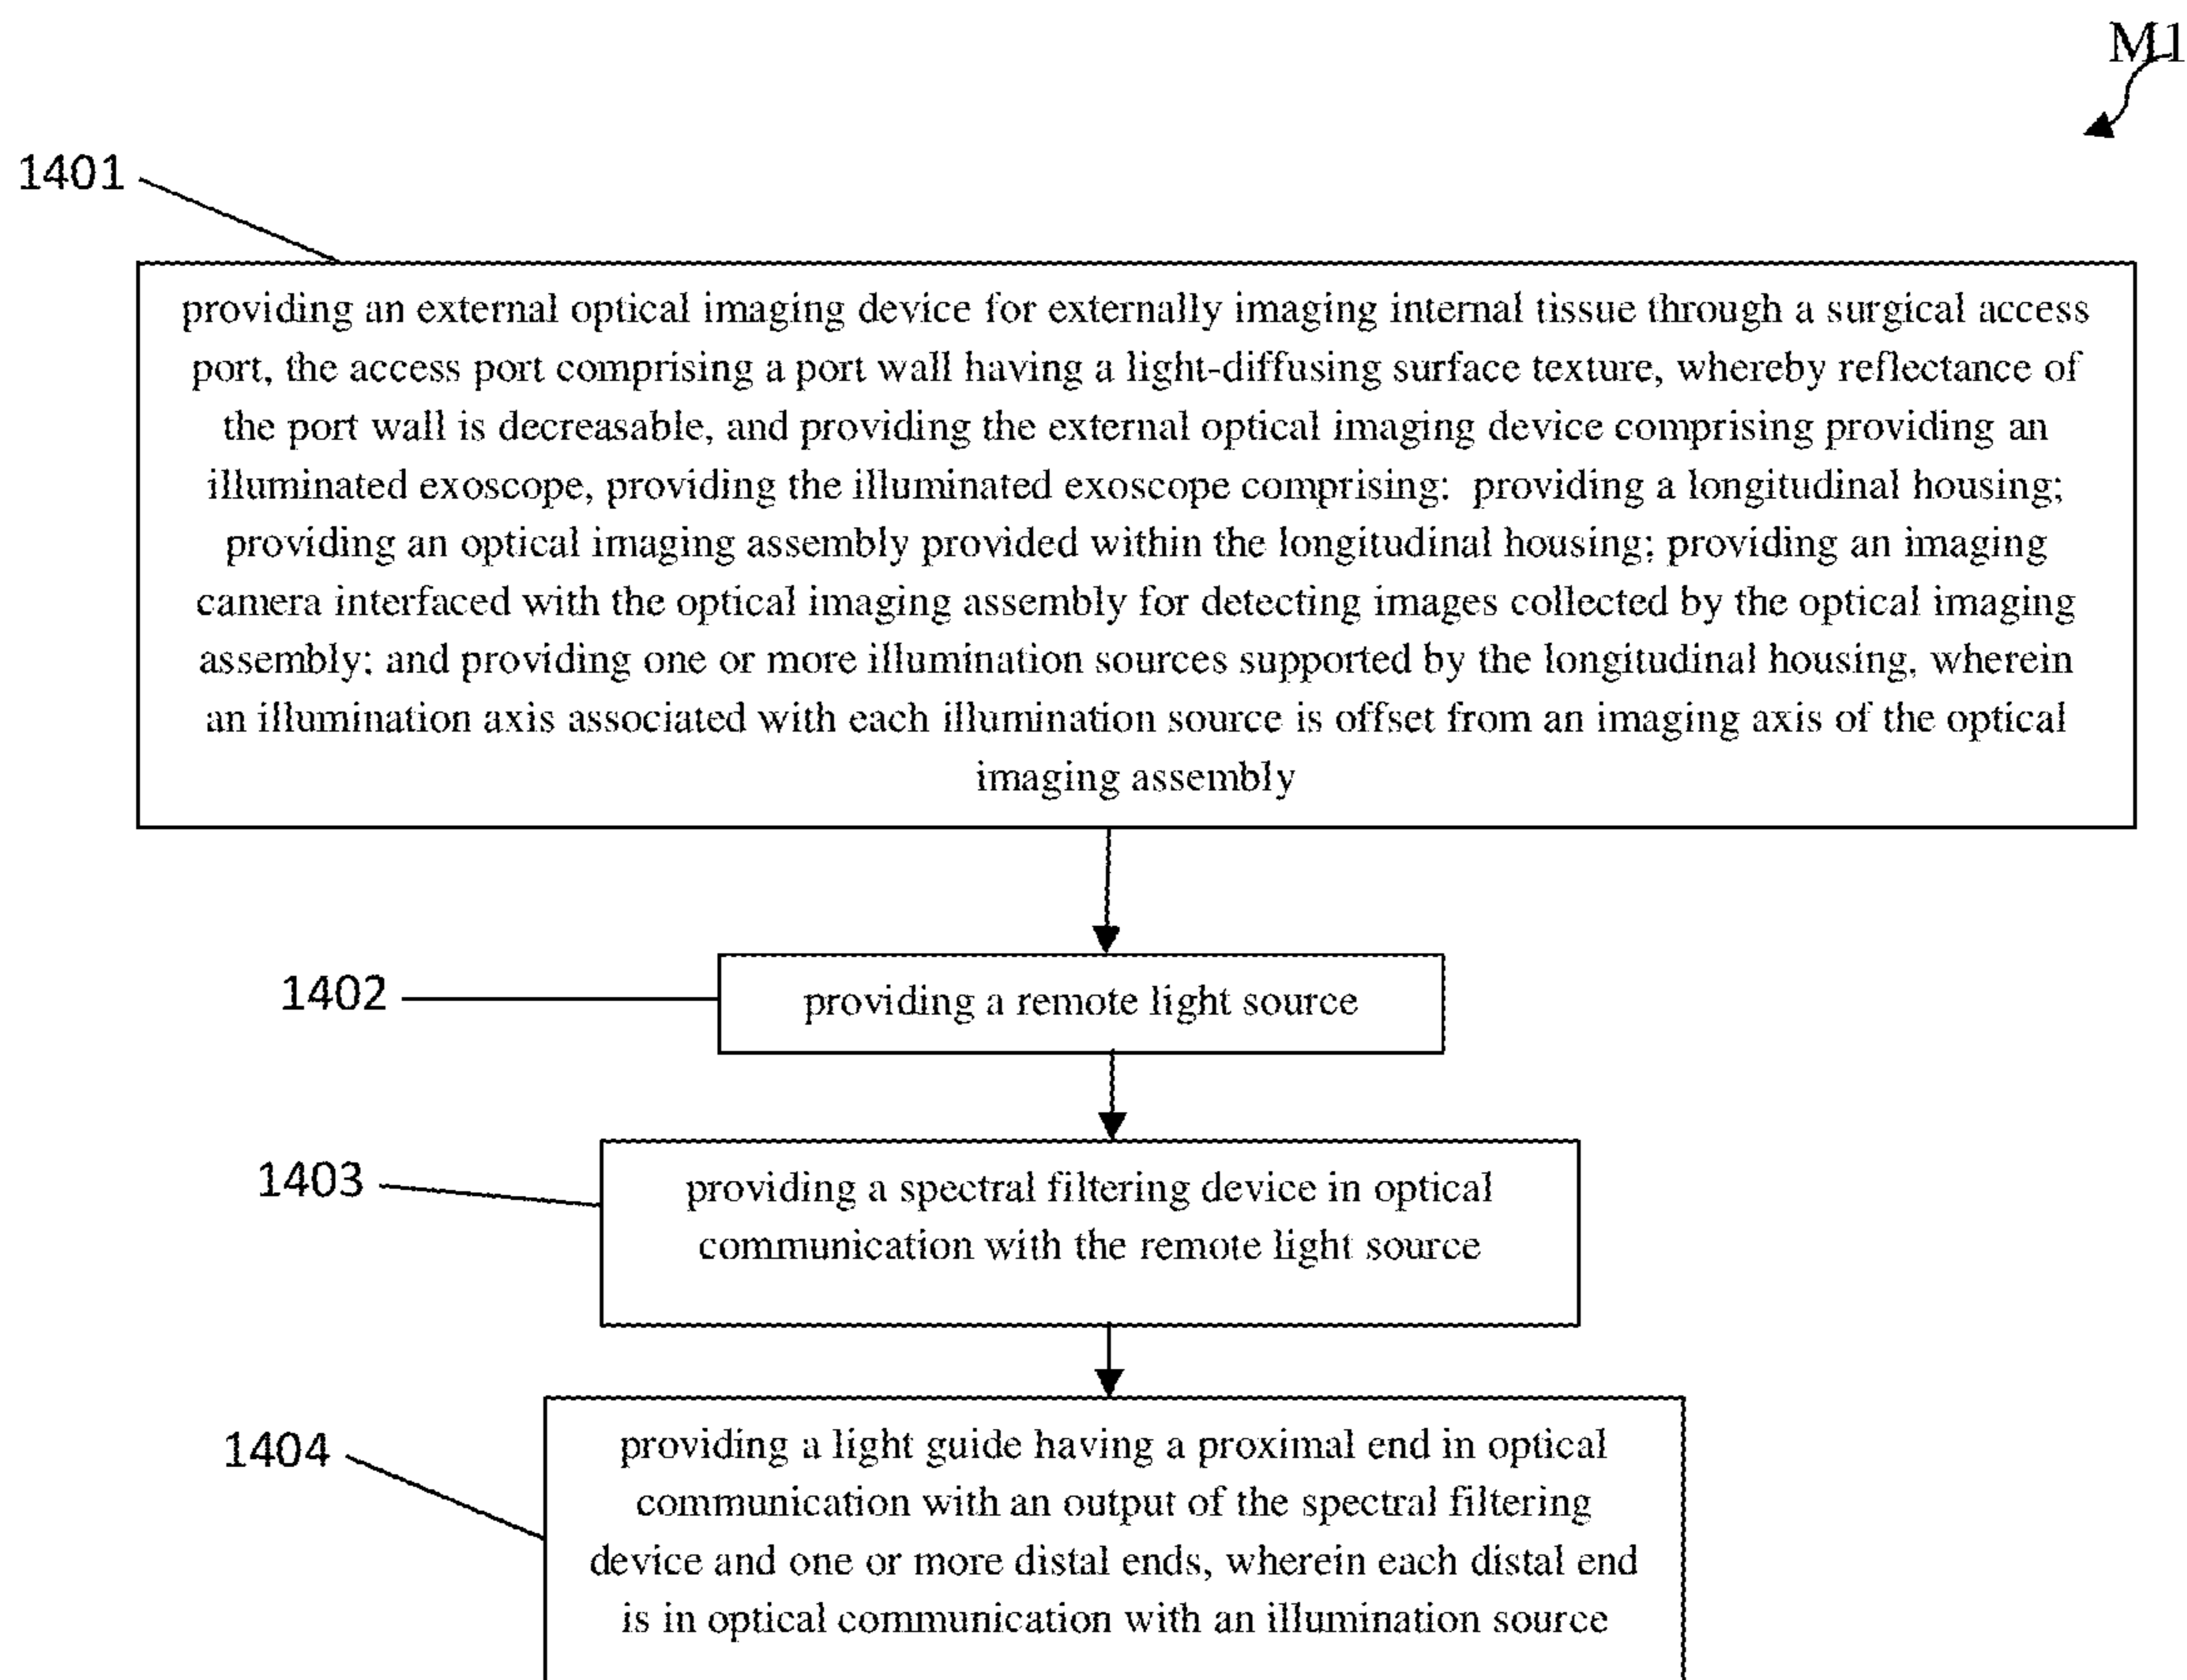 M1
1401
providing an external optical imaging device for externally imaging internal tissue through a surgical access
port, the access port comprising a port wall having a light-diffusing surface texture, whereby reflectance of
the port wall is decreasable, and providing the external optical imaging device comprising providing an
illuminated exoscope, providing the illuminated exoscope comprising: providing a longitudinal housing;
providing an optical imaging assembly provided within the longitudinal housing; providing an imaging
camera interfaced with the optical imaging assembly for detecting images collected by the optical imaging
assembly; and providing one or more illumination sources supported by the longitudinal housing, wherein
an illumination axis associated with each illumination source is offset from an imaging axis of the optical
imaging assembly
1402
providing a remote light source
1403
providing a spectral filtering device in optical
communication with the remote light source
1404
providing a light guide having a proximal end in optical
communication with an output of the spectral filtering
device and one or more distal ends, wherein each distal end
is in optical communication with an illumination source